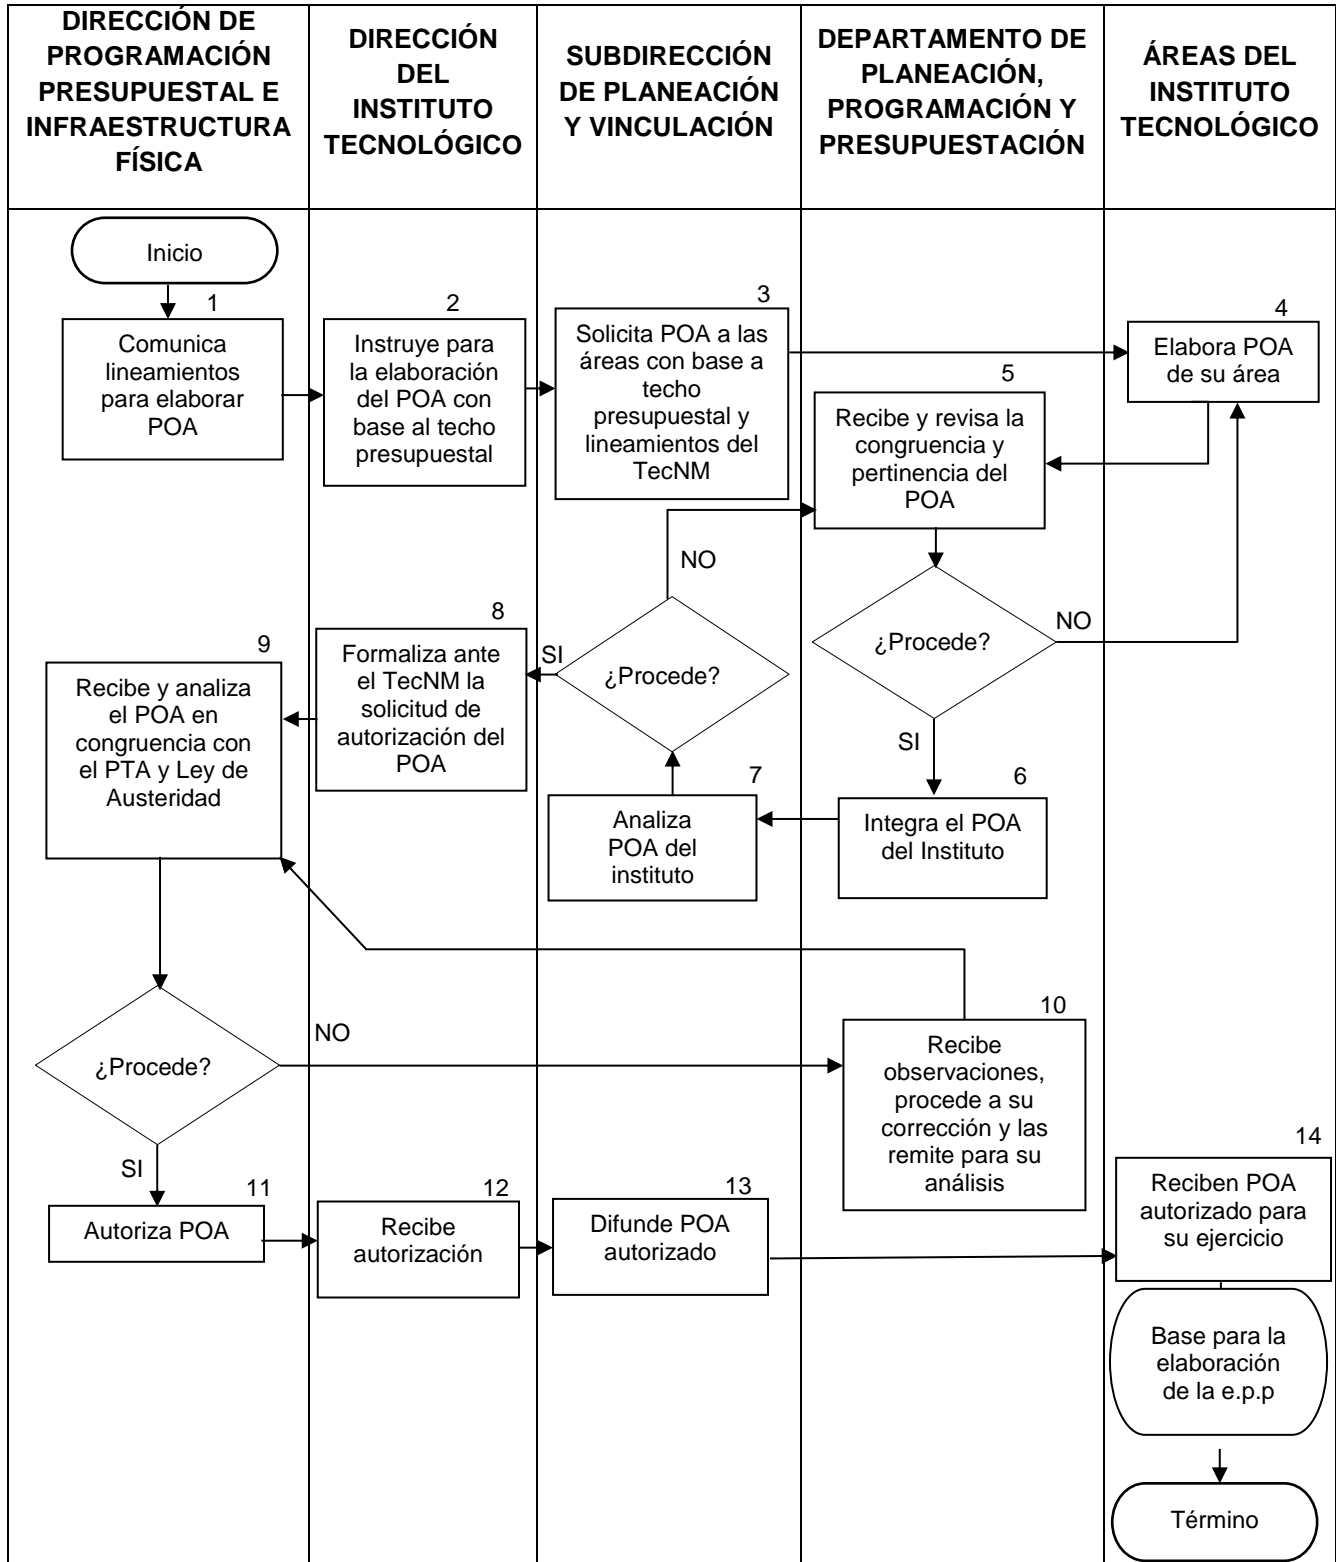 DIRECCIÓN DE
PROGRAMACIÓN
PRESUPUESTAL E
INFRAESTRUCTURA
FÍSICA
DIRECCIÓN
DEL
INSTITUTO
TECNOLÓGICO
SUBDIRECCIÓN
DE PLANEACIÓN
Y VINCULACIÓN
DEPARTAMENTO DE
PLANEACIÓN,
PROGRAMACIÓN Y
PRESUPUESTACIÓN
ÁREAS DEL
INSTITUTO
TECNOLÓGICO
Inicio
1
Comunica
lineamientos
para elaborar
POA
2
Instruye para
la elaboración
del POA con
base al techo
presupuestal
3
Solicita POA a las
áreas con base a
techo
presupuestal y
lineamientos del
TecNM
4
Elabora POA
de su área
5
Recibe y revisa la
congruencia y
pertinencia del
POA
¿Procede?
NO
SI
6
Integra el POA
del Instituto
7
Analiza
POA del
instituto
¿Procede?
NO
SI
8
Formaliza ante
el TecNM la
solicitud de
autorización del
POA
9
Recibe y analiza
el POA en
congruencia con
el PTA y Ley de
Austeridad
¿Procede?
NO
SI
10
Recibe
observaciones,
procede a su
corrección y las
remite para su
análisis
11
Autoriza POA
12
Recibe
autorización
13
Difunde POA
autorizado
14
Reciben POA
autorizado para
su ejercicio
Base para la
elaboración
de la e.p.p
Término